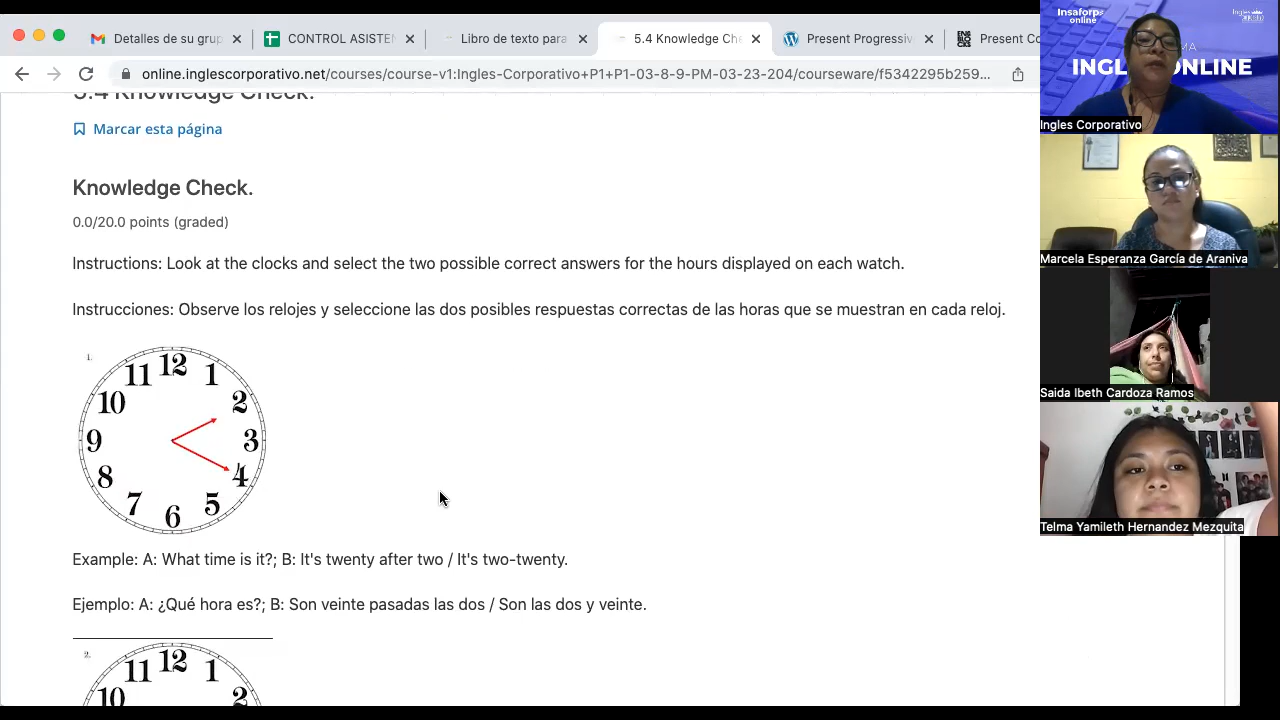 Detalles de su grup
CONTROL ASISTEN
Libro de texto para
5.4 Knowledge Che
Present Progressiv
Present Co
online.inglescorporativo.net/courses/course-v1:Ingles-Corporativo+P1+P1-03-8-9-PM-03-23-204/courseware/f5342295b259...
5.4 Knowledge Check.
Marcar esta página
Knowledge Check.
0.0/20.0 points (graded)
Instructions: Look at the clocks and select the two possible correct answers for the hours displayed on each watch.
Instrucciones: Observe los relojes y seleccione las dos posibles respuestas correctas de las horas que se muestran en cada reloj.
1.
12
11 1
10 2
9 3
8 4
7 5
6
Example: A: What time is it?; B: It's twenty after two / It's two-twenty.
Ejemplo: A: ¿Qué hora es?; B: Son veinte pasadas las dos / Son las dos y veinte.
2.
12
11 1
10 2
Insaforp
online
INGL ONLINE
Ingles Corporativo
Marcela Esperanza García de Araniva
Saida Ibeth Cardoza Ramos
Telma Yamileth Hernandez Mezquita